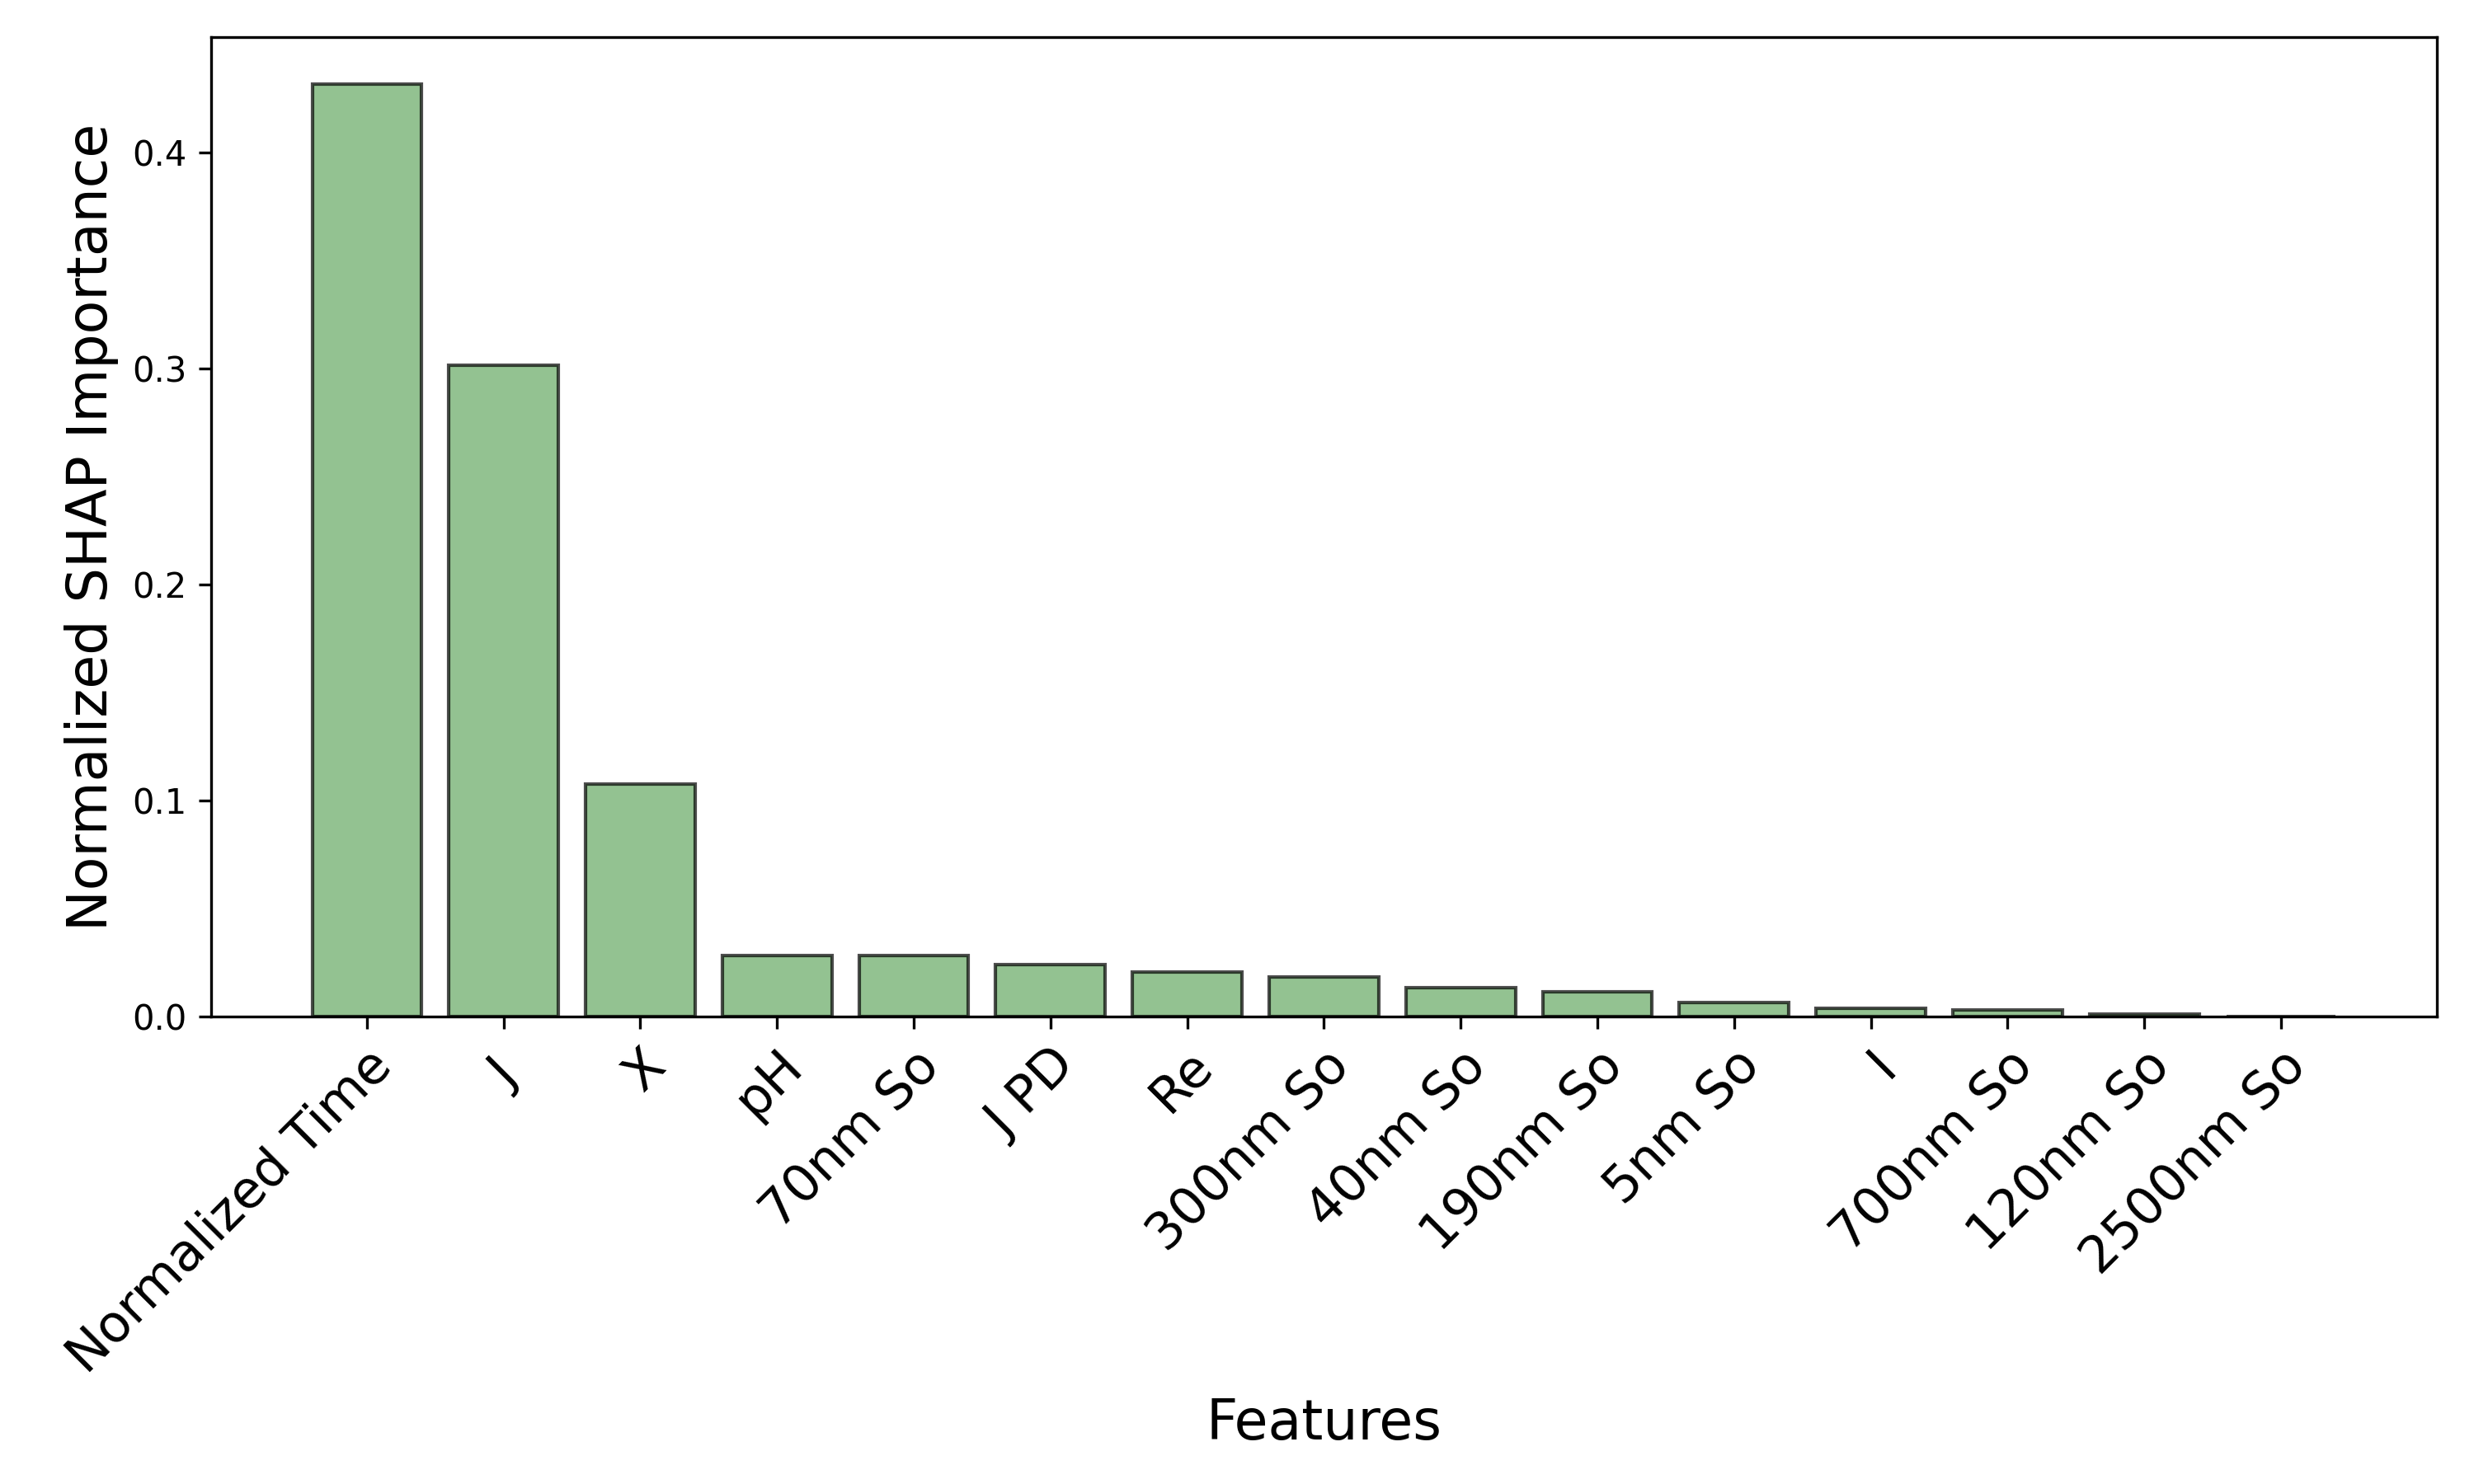 Normalized SHAP Importance
0.4
0.3
0.2
0.1
0.0
Normalized Time
J
X
pH
70nm So
J PD
Re
300nm So
40nm So
190nm So
5nm So
I
700nm So
120nm So
2500nm So
Features